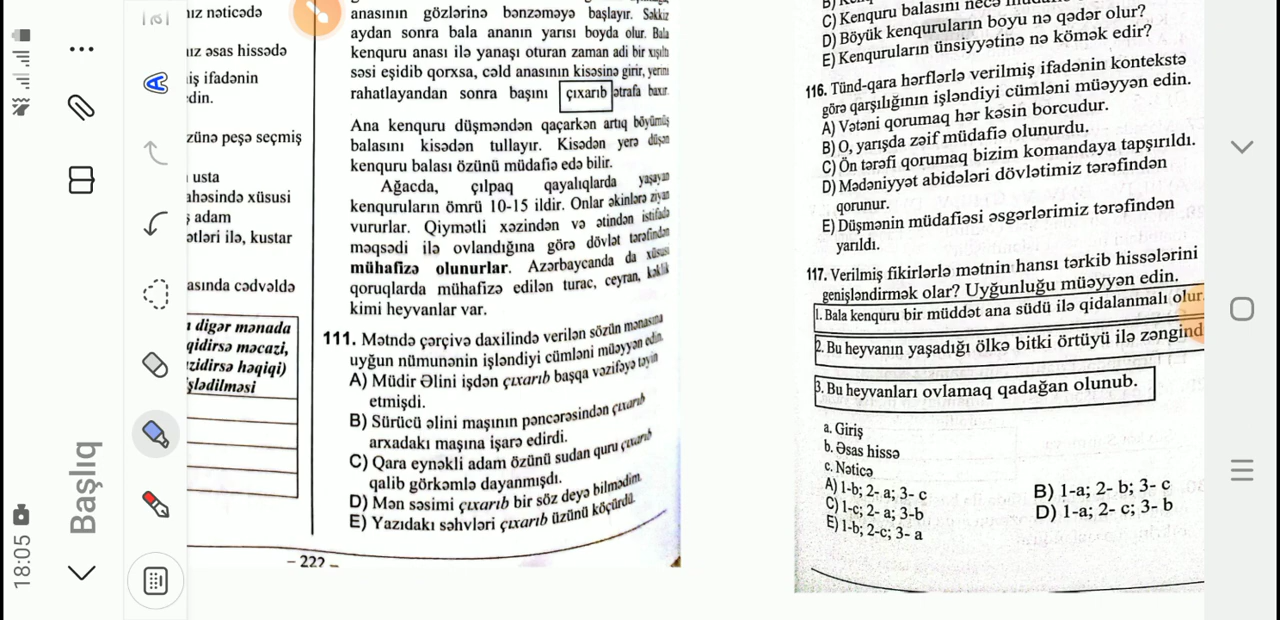 18:05
Başlıq
ız nəticədə
ız əsas hissədə
iş ifadənin
din.
zünə peşə seçmiş
usta
əhəsində xüsusi
ş adam
ətləri ilə, kustar
asında cədvəldə
digər mənada
qidirsə məcazi,
zidirsə həqiqi)
şlədilməsi
anasının gözlərinə bənzəməyə başlayır. Səkkiz
aydan sonra bala ananın yarısı boyda olur. Bala
kenquru anası ilə yanaşı oturan zaman adi bir xışıltı
səsi eşidib qorxsa, cəld anasının kisəsinə girir, yerini
rahatlayandan sonra başını çıxarıb ətrafa baxır.
Ana kenquru düşməndən qaçarkən artıq böyümüş
balasını kisədən tullayır. Kisədən yerə düşən
kenquru balası özünü müdafiə edə bilir.
Ağacda, çılpaq qayalıqlarda yaşayan
kenquruların ömrü 10-15 ildir. Onlar əkinlərə ziyan
vururlar. Qiymətli xəzindən və ətindən istifadə
məqsədi ilə ovlandığına görə dövlət tərəfindən
mühafizə olunurlar. Azərbaycanda da xüsusi
qoruqlarda mühafizə edilən turac, ceyran, kəklik
kimi heyvanlar var.
111. Mətndə çərçivə daxilində verilən sözün mənasına
uyğun nümunənin işləndiyi cümləni müəyyən edin.
A) Müdir Əlini işdən çıxarıb başqa vəzifəyə təyin
etmişdi.
B) Sürücü əlini maşının pəncərəsindən çıxarıb
arxadakı maşına işarə edirdi.
C) Qara eynəkli adam özünü sudan quru çıxarıb
qalib görkəmlə dayanmışdı.
D) Mən səsimi çıxarıb bir söz deyə bilmədim.
E) Yazıdakı səhvləri çıxarıb üzünü köçürdü.
- 222 -
C) Kenquru balasını necə
D) Böyük kenquruların boyu nə qədər olur?
E) Kenquruların ünsiyyətinə nə kömək edir?
116. Tünd-qara hərflərlə verilmiş ifadənin kontekstə
görə qarşılığının işləndiyi cümləni müəyyən edin.
A) Vətəni qorumaq hər kəsin borcudur.
B) O, yarışda zəif müdafiə olunurdu.
C) Ön tərəfi qorumaq bizim komandaya tapşırıldı.
D) Mədəniyyət abidələri dövlətimiz tərəfindən
qorunur.
E) Düşmənin müdafiəsi əsgərlərimiz tərəfindən
yarıldı.
117. Verilmiş fikirlərlə mətnin hansı tərkib hissələrini
genişləndirmək olar? Uyğunluğu müəyyən edin.
1. Bala kenquru bir müddət ana südü ilə qidalanmalı olur.
2. Bu heyvanın yaşadığı ölkə bitki örtüyü ilə zəngind
3. Bu heyvanları ovlamaq qadağan olunub.
a. Giriş
b. Əsas hissə
c. Nəticə
A) 1-b; 2- a; 3- c
B) 1-a; 2- b; 3- c
C) 1-c; 2- a; 3-b
D) 1-a; 2- c; 3- b
E) 1-b; 2-c; 3- a